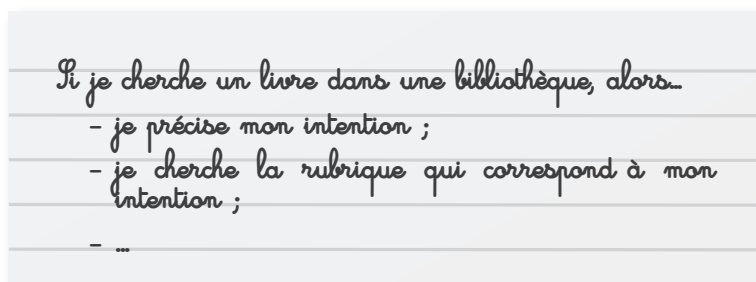 Si je cherche un livre dans une bibliothèque, alors...
- je précise mon intention ;
- je cherche la rubrique qui correspond à mon
intention ;
- ...